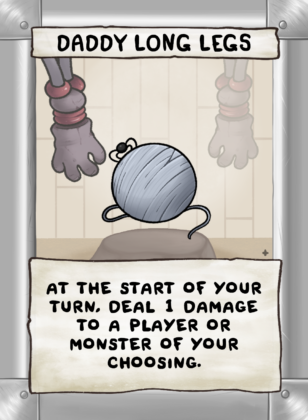 DADDY LONG LEGS
AT THE START OF YOUR
TURN, DEAL 1 DAMAGE
TO A PLAYER OR
MONSTER OF YOUR
CHOOSING.